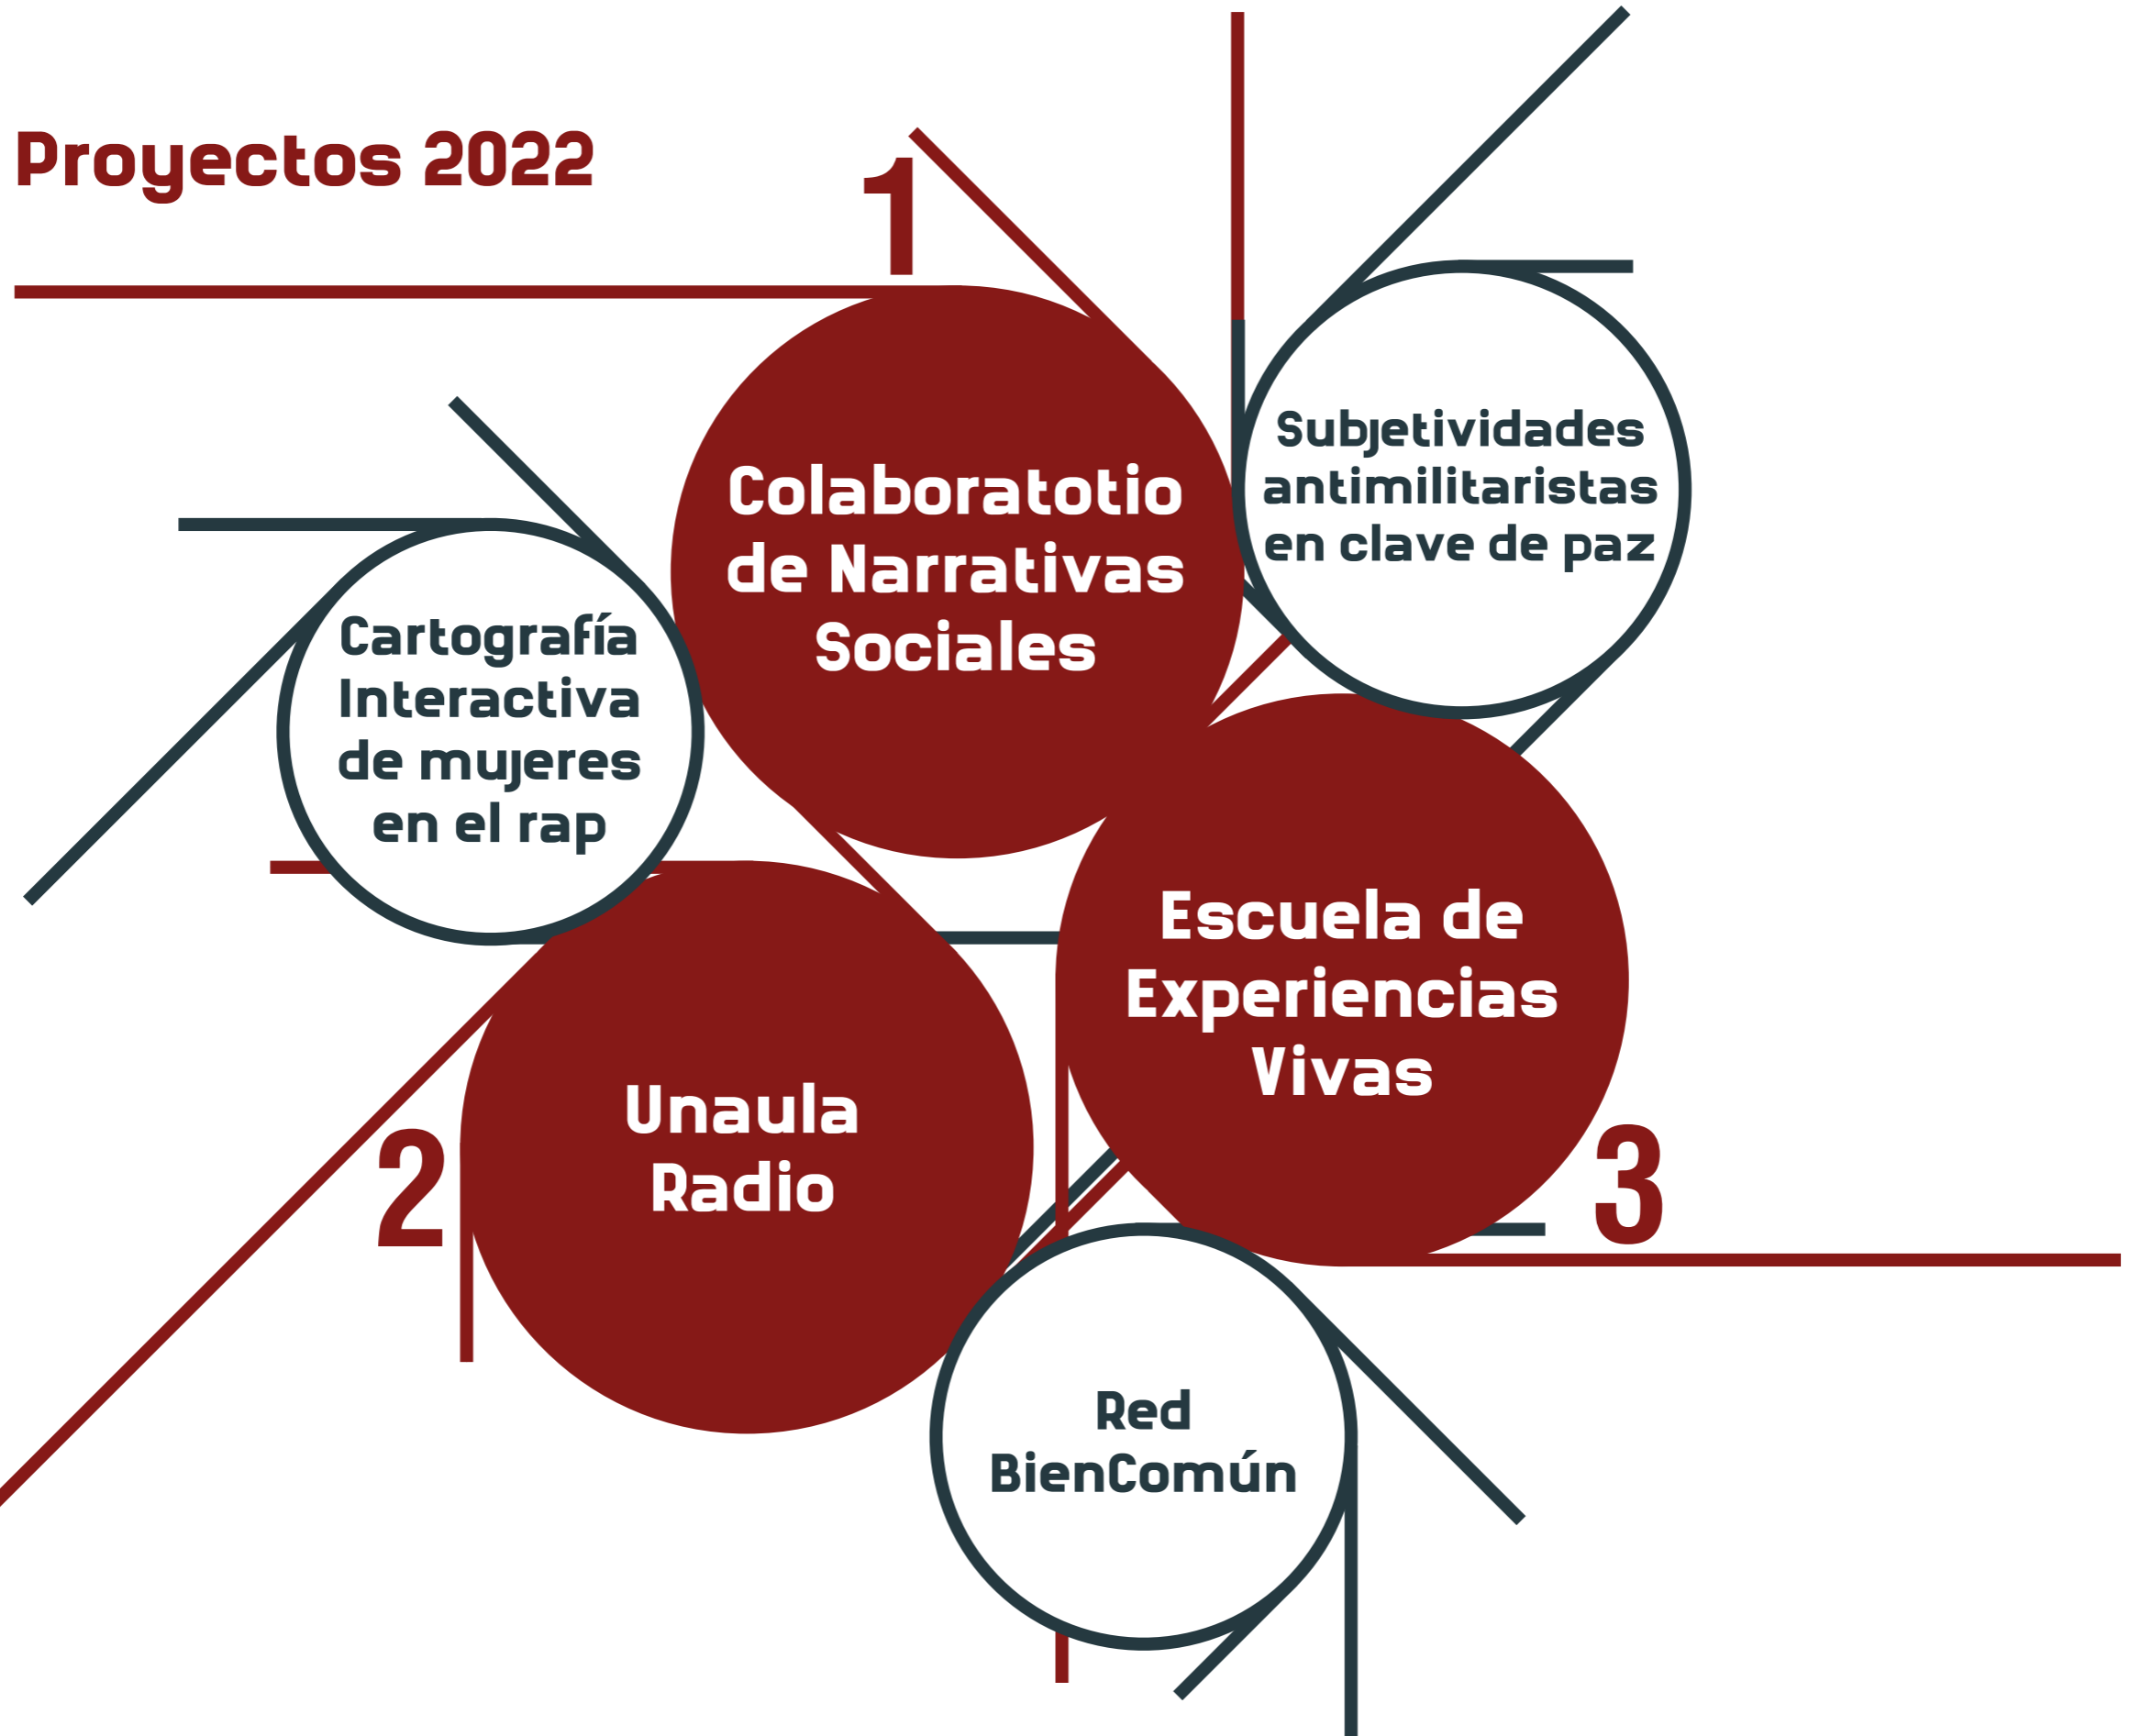 Proyectos 2022
1
Colaboratotio
de Narrativas
Sociales
Subjetividades
antimilitaristas
en clave de paz
Cartografía
Interactiva
de mujeres
en el rap
Escuela de
Experiencias
Vivas
3
2
Unaula
Radio
Red
BienComún